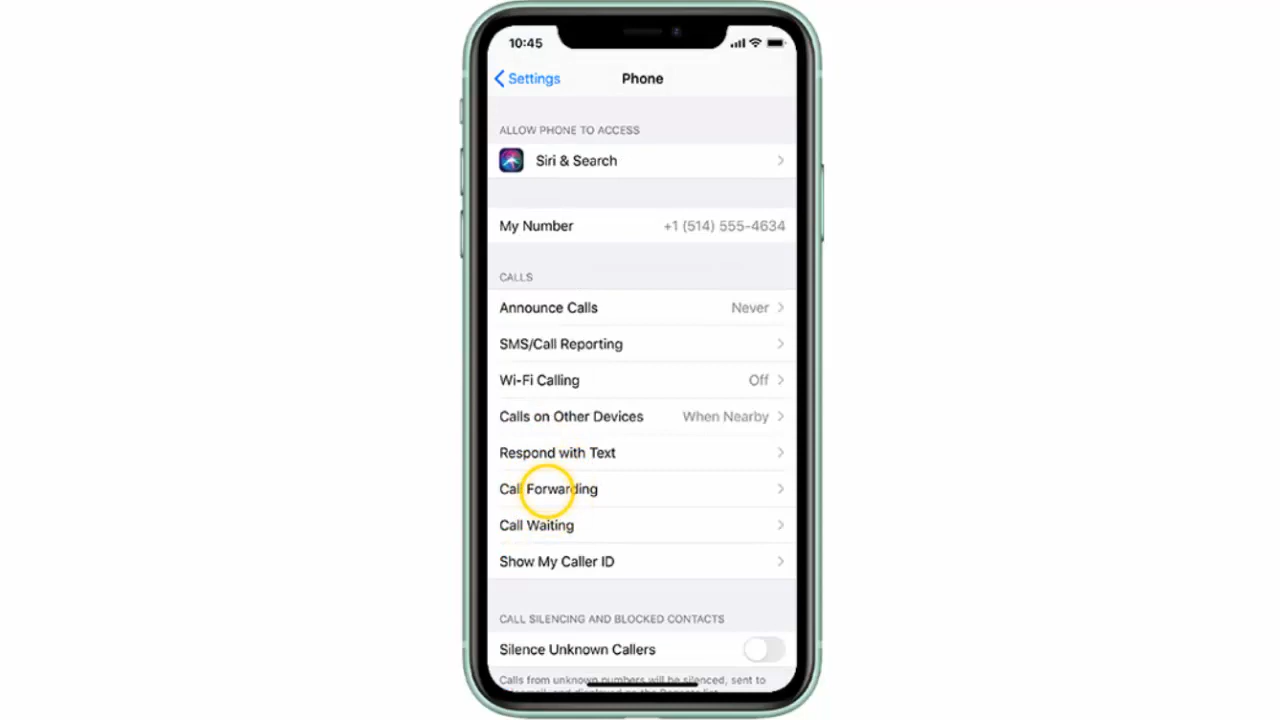 10:45
Settings
Phone
ALLOW PHONE TO ACCESS
Siri & Search
My Number +1 (514) 555-4634
CALLS
Announce Calls Never
SMS/Call Reporting
Wi-Fi Calling Off
Calls on Other Devices When Nearby
Respond with Text
Call Forwarding
Call Waiting
Show My Caller ID
CALL SILENCING AND BLOCKED CONTACTS
Silence Unknown Callers
Calls from unknown numbers will be silenced, sent to